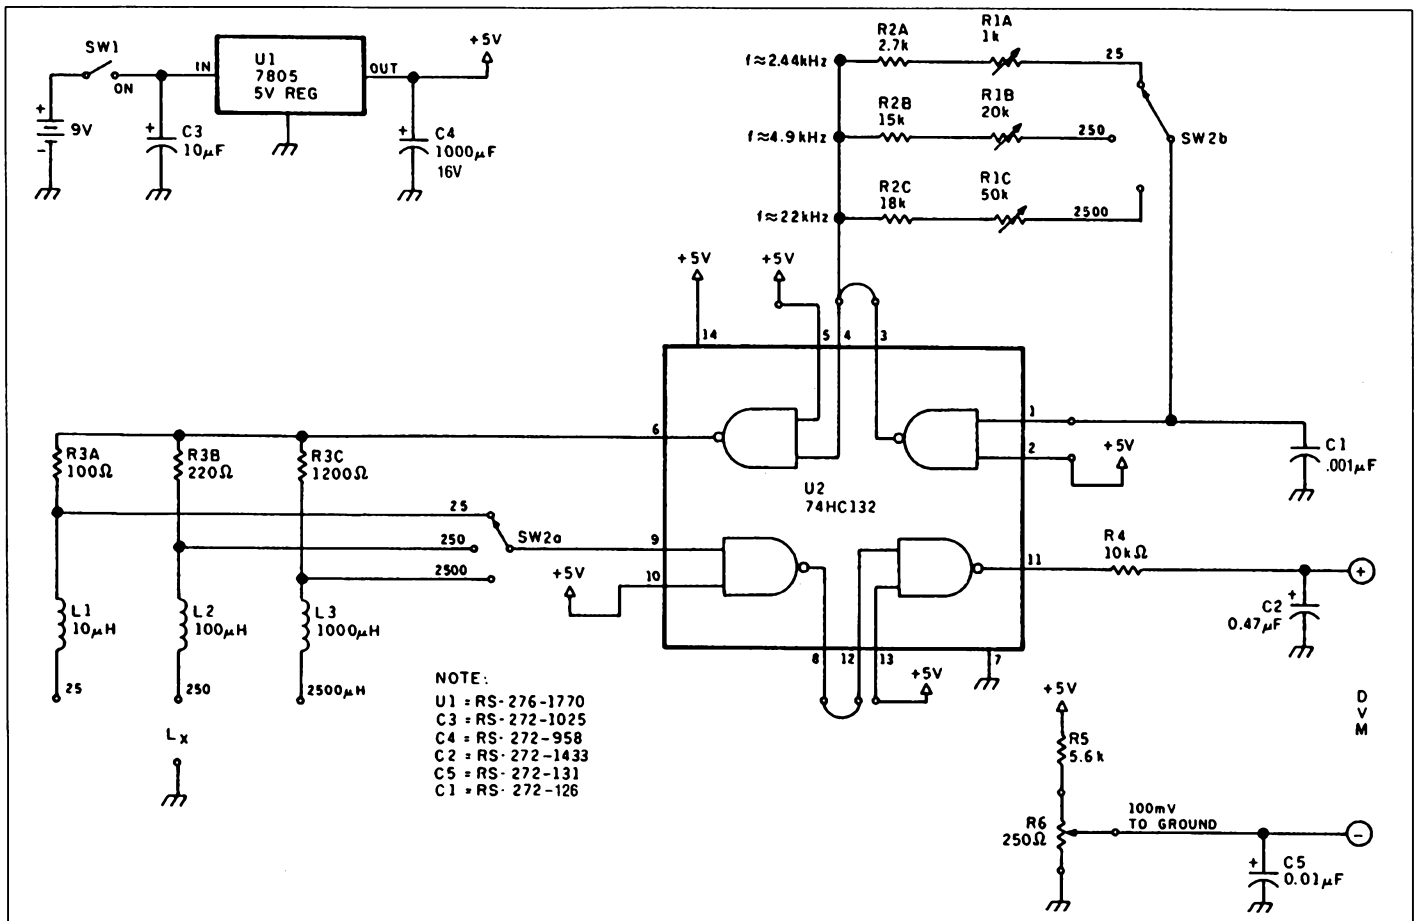 SW1
ON
+
9V
-
IN
U1
7805
5V REG
OUT
+5V
+
C3
10μF
+
C4
1000μF
16V
f≈2.44kHz
R2A
2.7k
R1A
1k
25
f≈4.9kHz
R2B
15k
R1B
20k
250
SW2b
f≈22kHz
R2C
18k
R1C
50k
2500
+5V
+5V
14
5
4
3
6
1
2
+5V
C1
.001μF
U2
74HC132
R3A
100Ω
R3B
220Ω
R3C
1200Ω
25
250
2500
SW2a
9
10
+5V
11
R4
10kΩ
+
+
C2
0.47μF
L1
10μH
L2
100μH
L3
1000μH
8
12
13
7
+5V
25
250
2500μH
Lx
NOTE:
U1 = RS-276-1770
C3 = RS-272-1025
C4 = RS-272-958
C2 = RS-272-1433
C5 = RS-272-131
C1 = RS-272-126
+5V
R5
5.6k
R6
250Ω
100mV
TO GROUND
D
V
M
-
+
C5
0.01μF